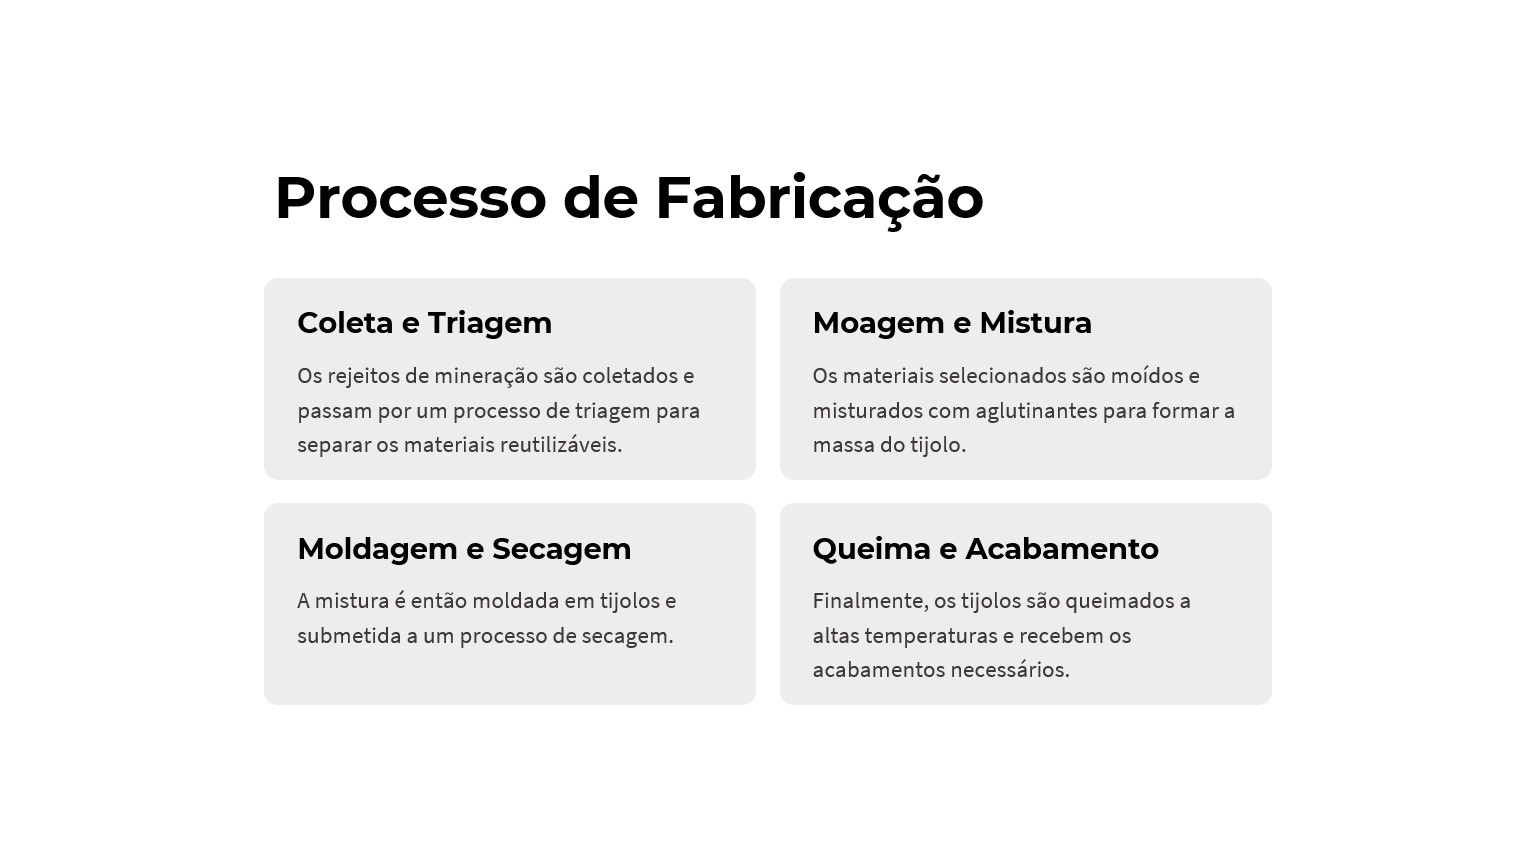 Processo de Fabricação
Coleta e Triagem
Os rejeitos de mineração são coletados e
passam por um processo de triagem para
separar os materiais reutilizáveis.
Moagem e Mistura
Os materiais selecionados são moídos e
misturados com aglutinantes para formar a
massa do tijolo.
Moldagem e Secagem
A mistura é então moldada em tijolos e
submetida a um processo de secagem.
Queima e Acabamento
Finalmente, os tijolos são queimados a
altas temperaturas e recebem os
acabamentos necessários.